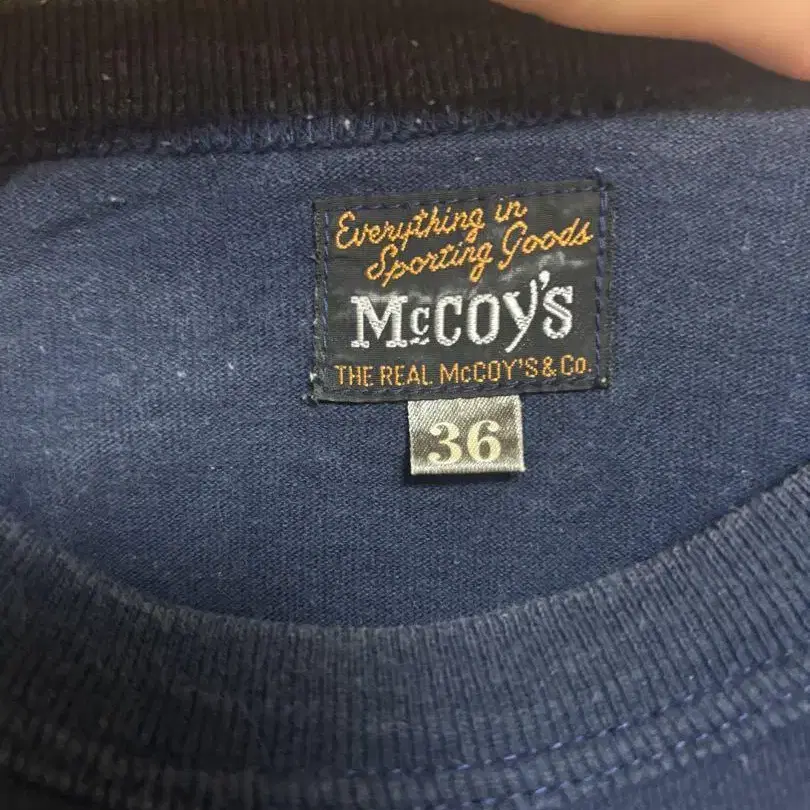 Everything in
Sporting Goods
McCOY'S
THE REAL McCOY'S & Co.
36